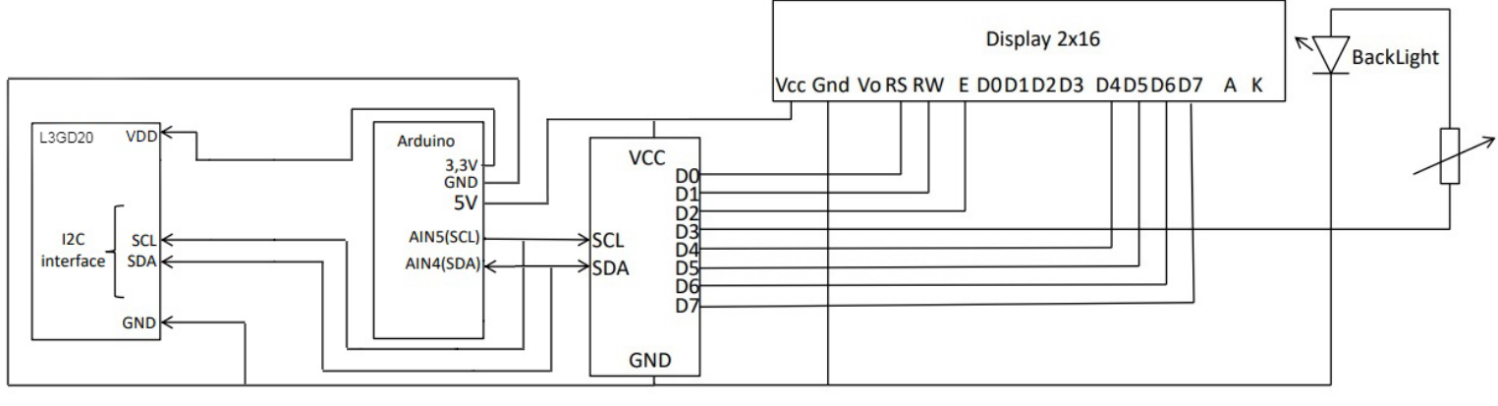 Display 2x16
Vcc Gnd Vo RS RW E D0 D1 D2 D3 D4 D5 D6 D7 A K
BackLight
L3GD20
VDD
I2C
interface
SCL
SDA
GND
Arduino
3,3V
GND
5V
AIN5(SCL)
AIN4(SDA)
VCC
D0
D1
D2
D3
D4
D5
D6
D7
SCL
SDA
GND